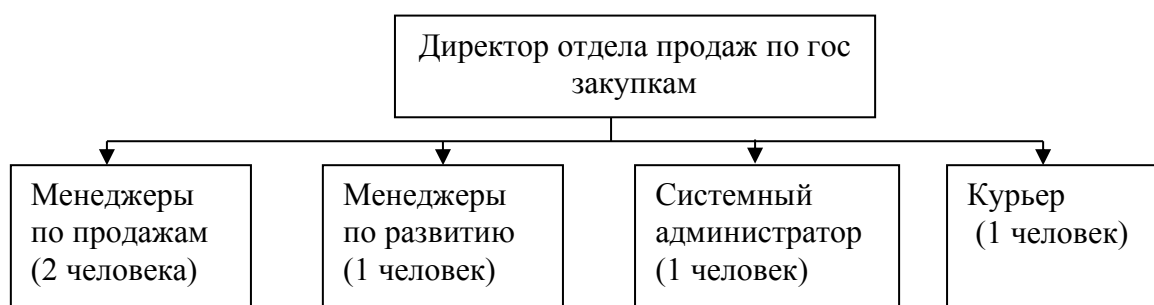 Директор отдела продаж по гос
закупкам
Менеджеры
по продажам
(2 человека)
Менеджеры
по развитию
(1 человек)
Системный
администратор
(1 человек)
Курьер
(1 человек)